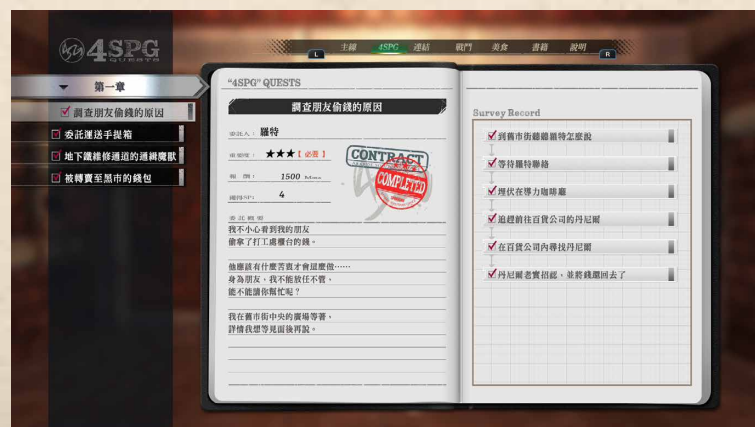 4SPG
QUESTS
L 主線 4SPG 連結 戰鬥 美食 書籍 說明 R
第一章
調查朋友偷錢的原因
委託運送手提箱
地下鐵維修通道的通緝魔獸
被轉賣至黑市的錢包
“4SPG” QUESTS
調查朋友偷錢的原因
委託人： 羅特
重要度： ★★★【必要】
報 酬： 1500 Mira
獲得SP： 4
CONTRACT
COMPLETED
委託概要
我不小心看到我的朋友
偷拿了打工處櫃台的錢。
他應該有什麼苦衷才會這麼做……
身為朋友，我不能放任不管。
能不能請你幫忙呢？
我在舊市街中央的廣場等著，
詳情我想等見面後再說。
Survey Record
到舊市街聽聽羅特怎麼說
等待羅特聯絡
埋伏在導力咖啡廳
追趕前往百貨公司的丹尼爾
在百貨公司內尋找丹尼爾
丹尼爾老實招認，並將錢還回去了